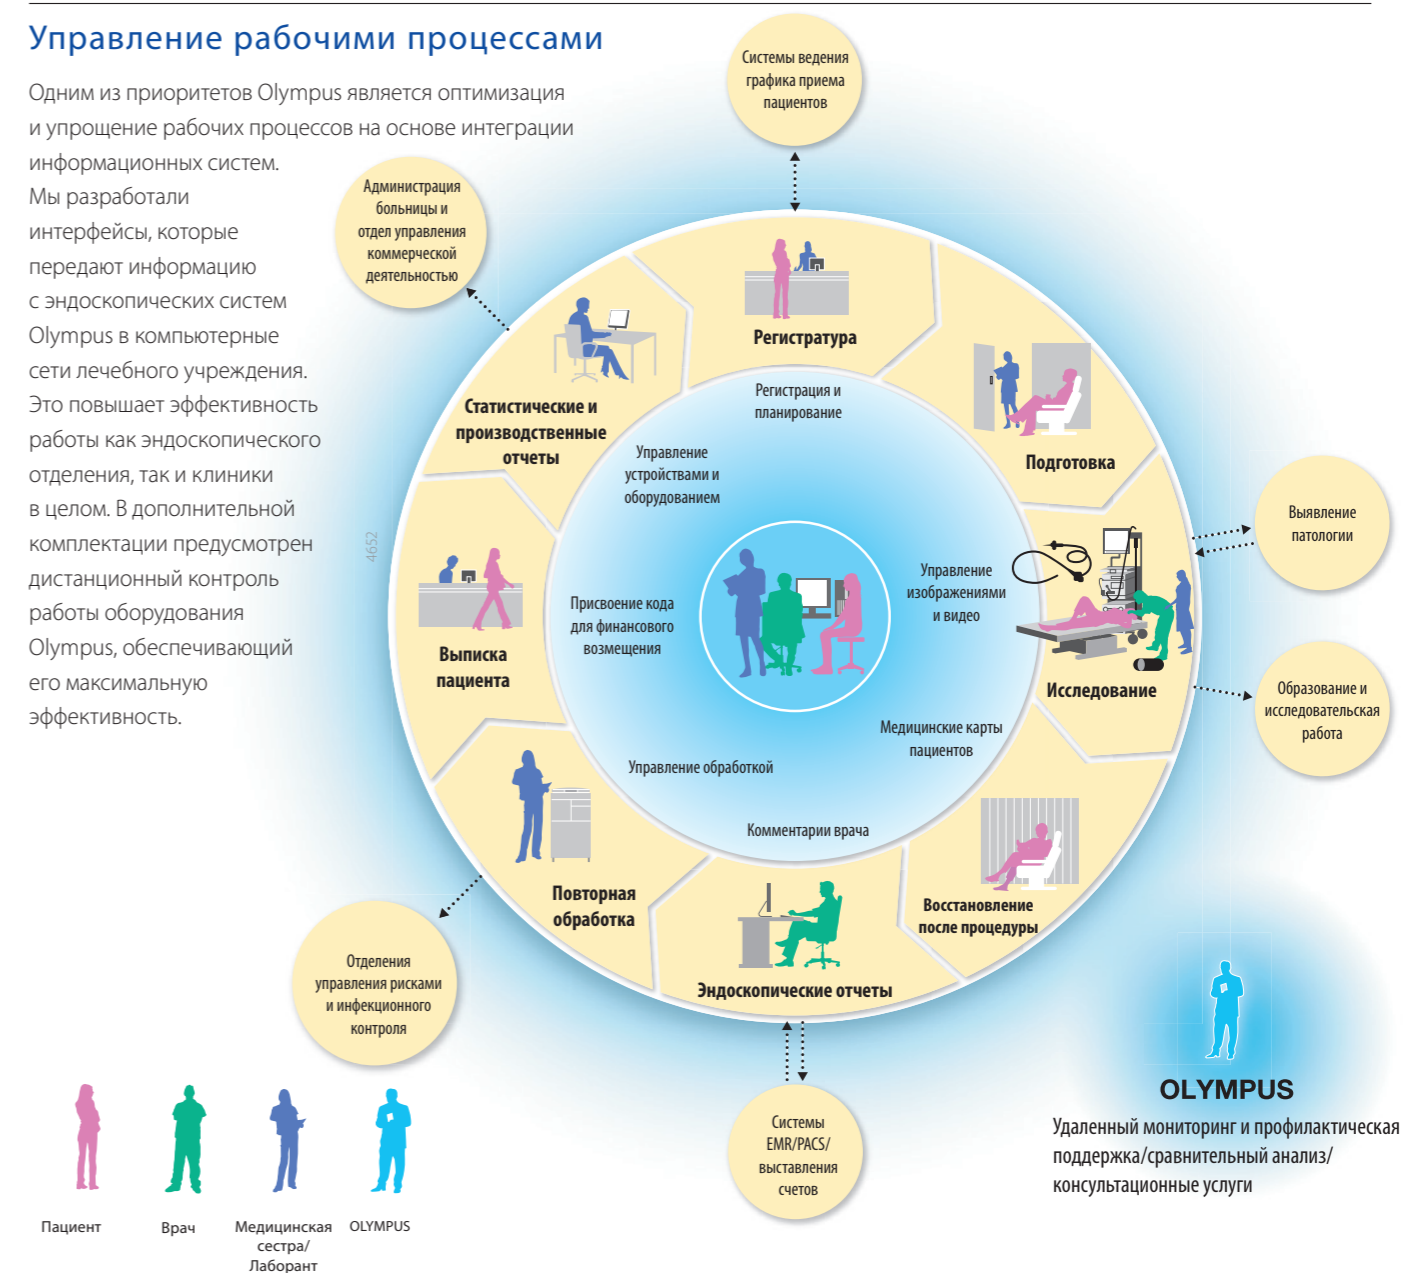 Управление рабочими процессами
Одним из приоритетов Olympus является оптимизация
и упрощение рабочих процессов на основе интеграции
информационных систем.
Мы разработали
интерфейсы, которые
передают информацию
с эндоскопических систем
Olympus в компьютерные
сети лечебного учреждения.
Это повышает эффективность
работы как эндоскопического
отделения, так и клиники
в целом. В дополнительной
комплектации предусмотрен
дистанционный контроль
работы оборудования
Olympus, обеспечивающий
его максимальную
эффективность.
Системы ведения
графика приема
пациентов
Администрация
больницы и
отдел управления
коммерческой
деятельностью
Регистратура
Подготовка
Исследование
Восстановление
после процедуры
Эндоскопические отчеты
Повторная
обработка
Выписка
пациента
Статистические и
производственные
отчеты
Регистрация и
планирование
Управление
изображениями
и видео
Медицинские карты
пациентов
Комментарии врача
Управление обработкой
Присвоение кода
для финансового
возмещения
Управление
устройствами и
оборудованием
4652
Выявление
патологии
Образование и
исследовательская
работа
Отделения
управления рисками
и инфекционного
контроля
Системы
EMR/PACS/
выставления
счетов
OLYMPUS
Удаленный мониторинг и профилактическая
поддержка/сравнительный анализ/
консультационные услуги
Пациент
Врач
Медицинская
сестра/
Лаборант
OLYMPUS